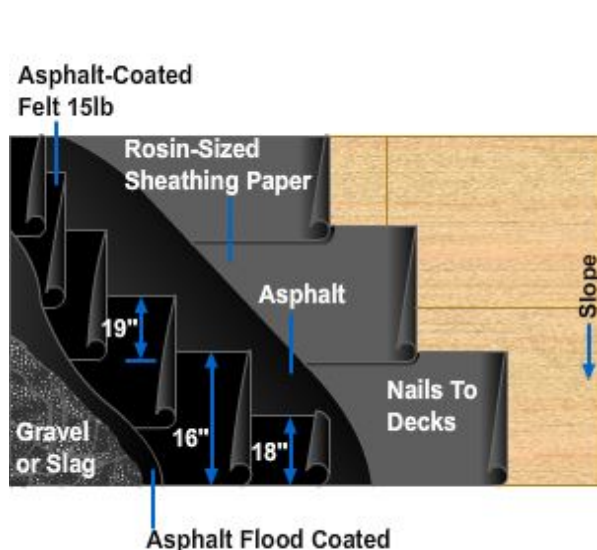 Asphalt-Coated
Felt 15lb
Rosin-Sized
Sheathing Paper
Asphalt
Slope
19"
Nails To
Decks
Gravel
or Slag
16"
18"
Asphalt Flood Coated